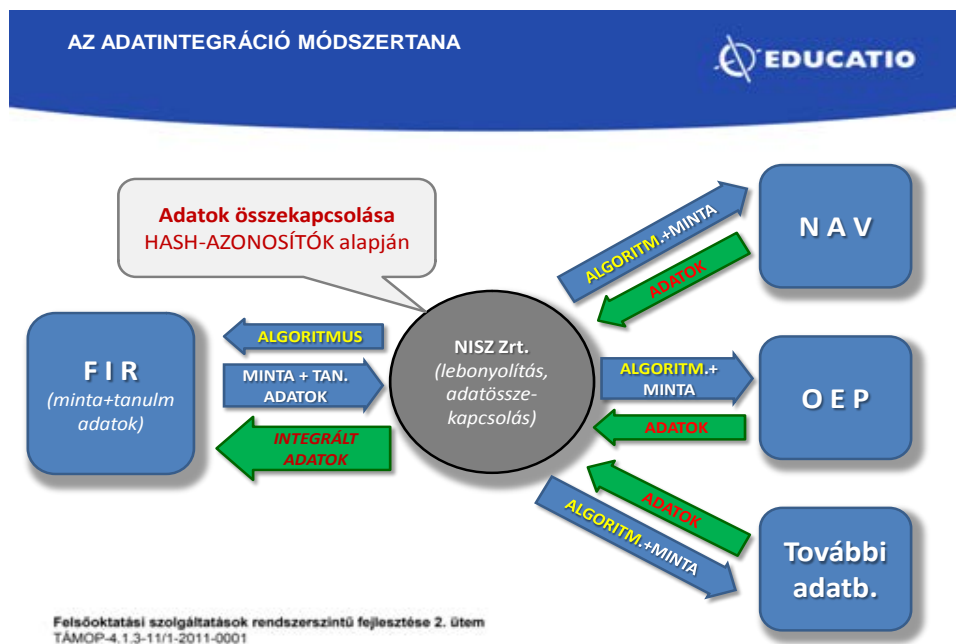 AZ ADATINTEGRÁCIÓ MÓDSZERTANA
EDUCATIO
Adatok összekapcsolása
HASH-AZONOSÍTÓK alapján
F I R
(minta+tanulm
adatok)
ALGORITMUS
MINTA + TAN.
ADATOK
INTEGRÁLT
ADATOK
NISZ Zrt.
(lebonyolítás,
adatössze-
kapcsolás)
ALGORITM.+MINTA
ADATOK
N A V
ALGORITM.+
MINTA
ADATOK
O E P
ADATOK
ALGORITM.+MINTA
További
adatb.
Felsőoktatási szolgáltatások rendszerszintű fejlesztése 2. ütem
TÁMOP-4.1.3-11/1-2011-0001